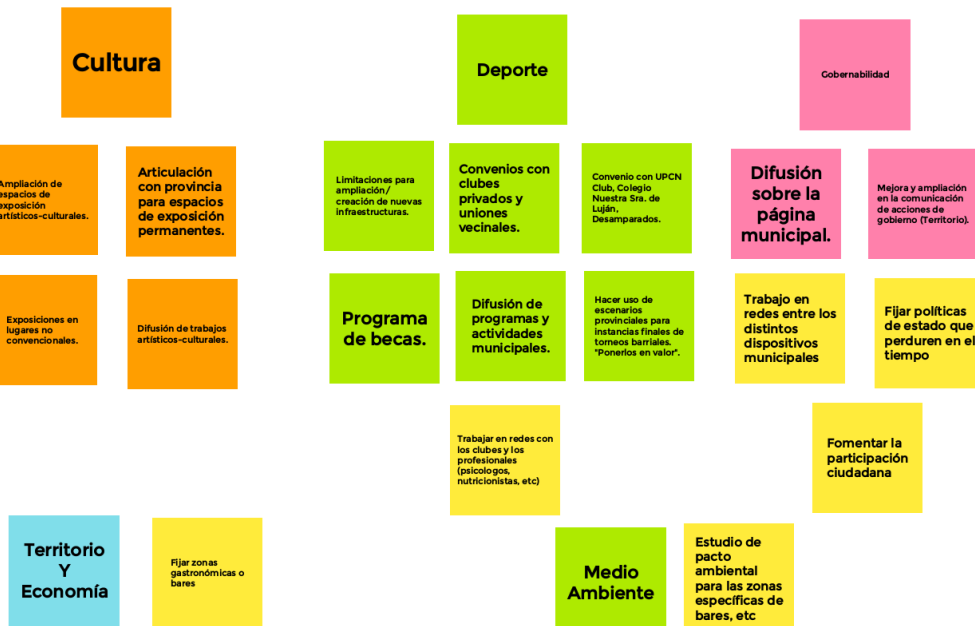 Cultura
Deporte
Gobernabilidad
Ampliación de
espacios de
exposición
artísticos-culturales.
Articulación
con provincia
para espacios
de exposición
permanentes.
Limitaciones para
ampliación/
creación de nuevas
infraestructuras.
Convenios con
clubes
privados y
uniones
vecinales.
Convenio con UPCN
Club, Colegio
Nuestra Sra. de
Luján,
Desamparados.
Difusión
sobre la
página
municipal.
Mejora y ampliación
en la comunicación
de acciones de
gobierno (Territorio).
Exposiciones en
lugares no
convencionales.
Difusión de trabajos
artísticos-culturales.
Programa
de becas.
Difusión de
programas y
actividades
municipales.
Hacer uso de
escenarios
provinciales para
instancias finales de
torneos barriales.
"Ponerlos en valor".
Trabajo en
redes entre los
distintos
dispositivos
municipales
Fijar políticas
de estado que
perduren en el
tiempo
Trabajar en redes con
los clubes y los
profesionales
(psicologos,
nutricionistas, etc)
Fomentar la
participación
ciudadana
Territorio
Y
Economía
Fijar zonas
gastronómicas o
bares
Medio
Ambiente
Estudio de
pacto
ambiental
para las zonas
específicas de
bares, etc